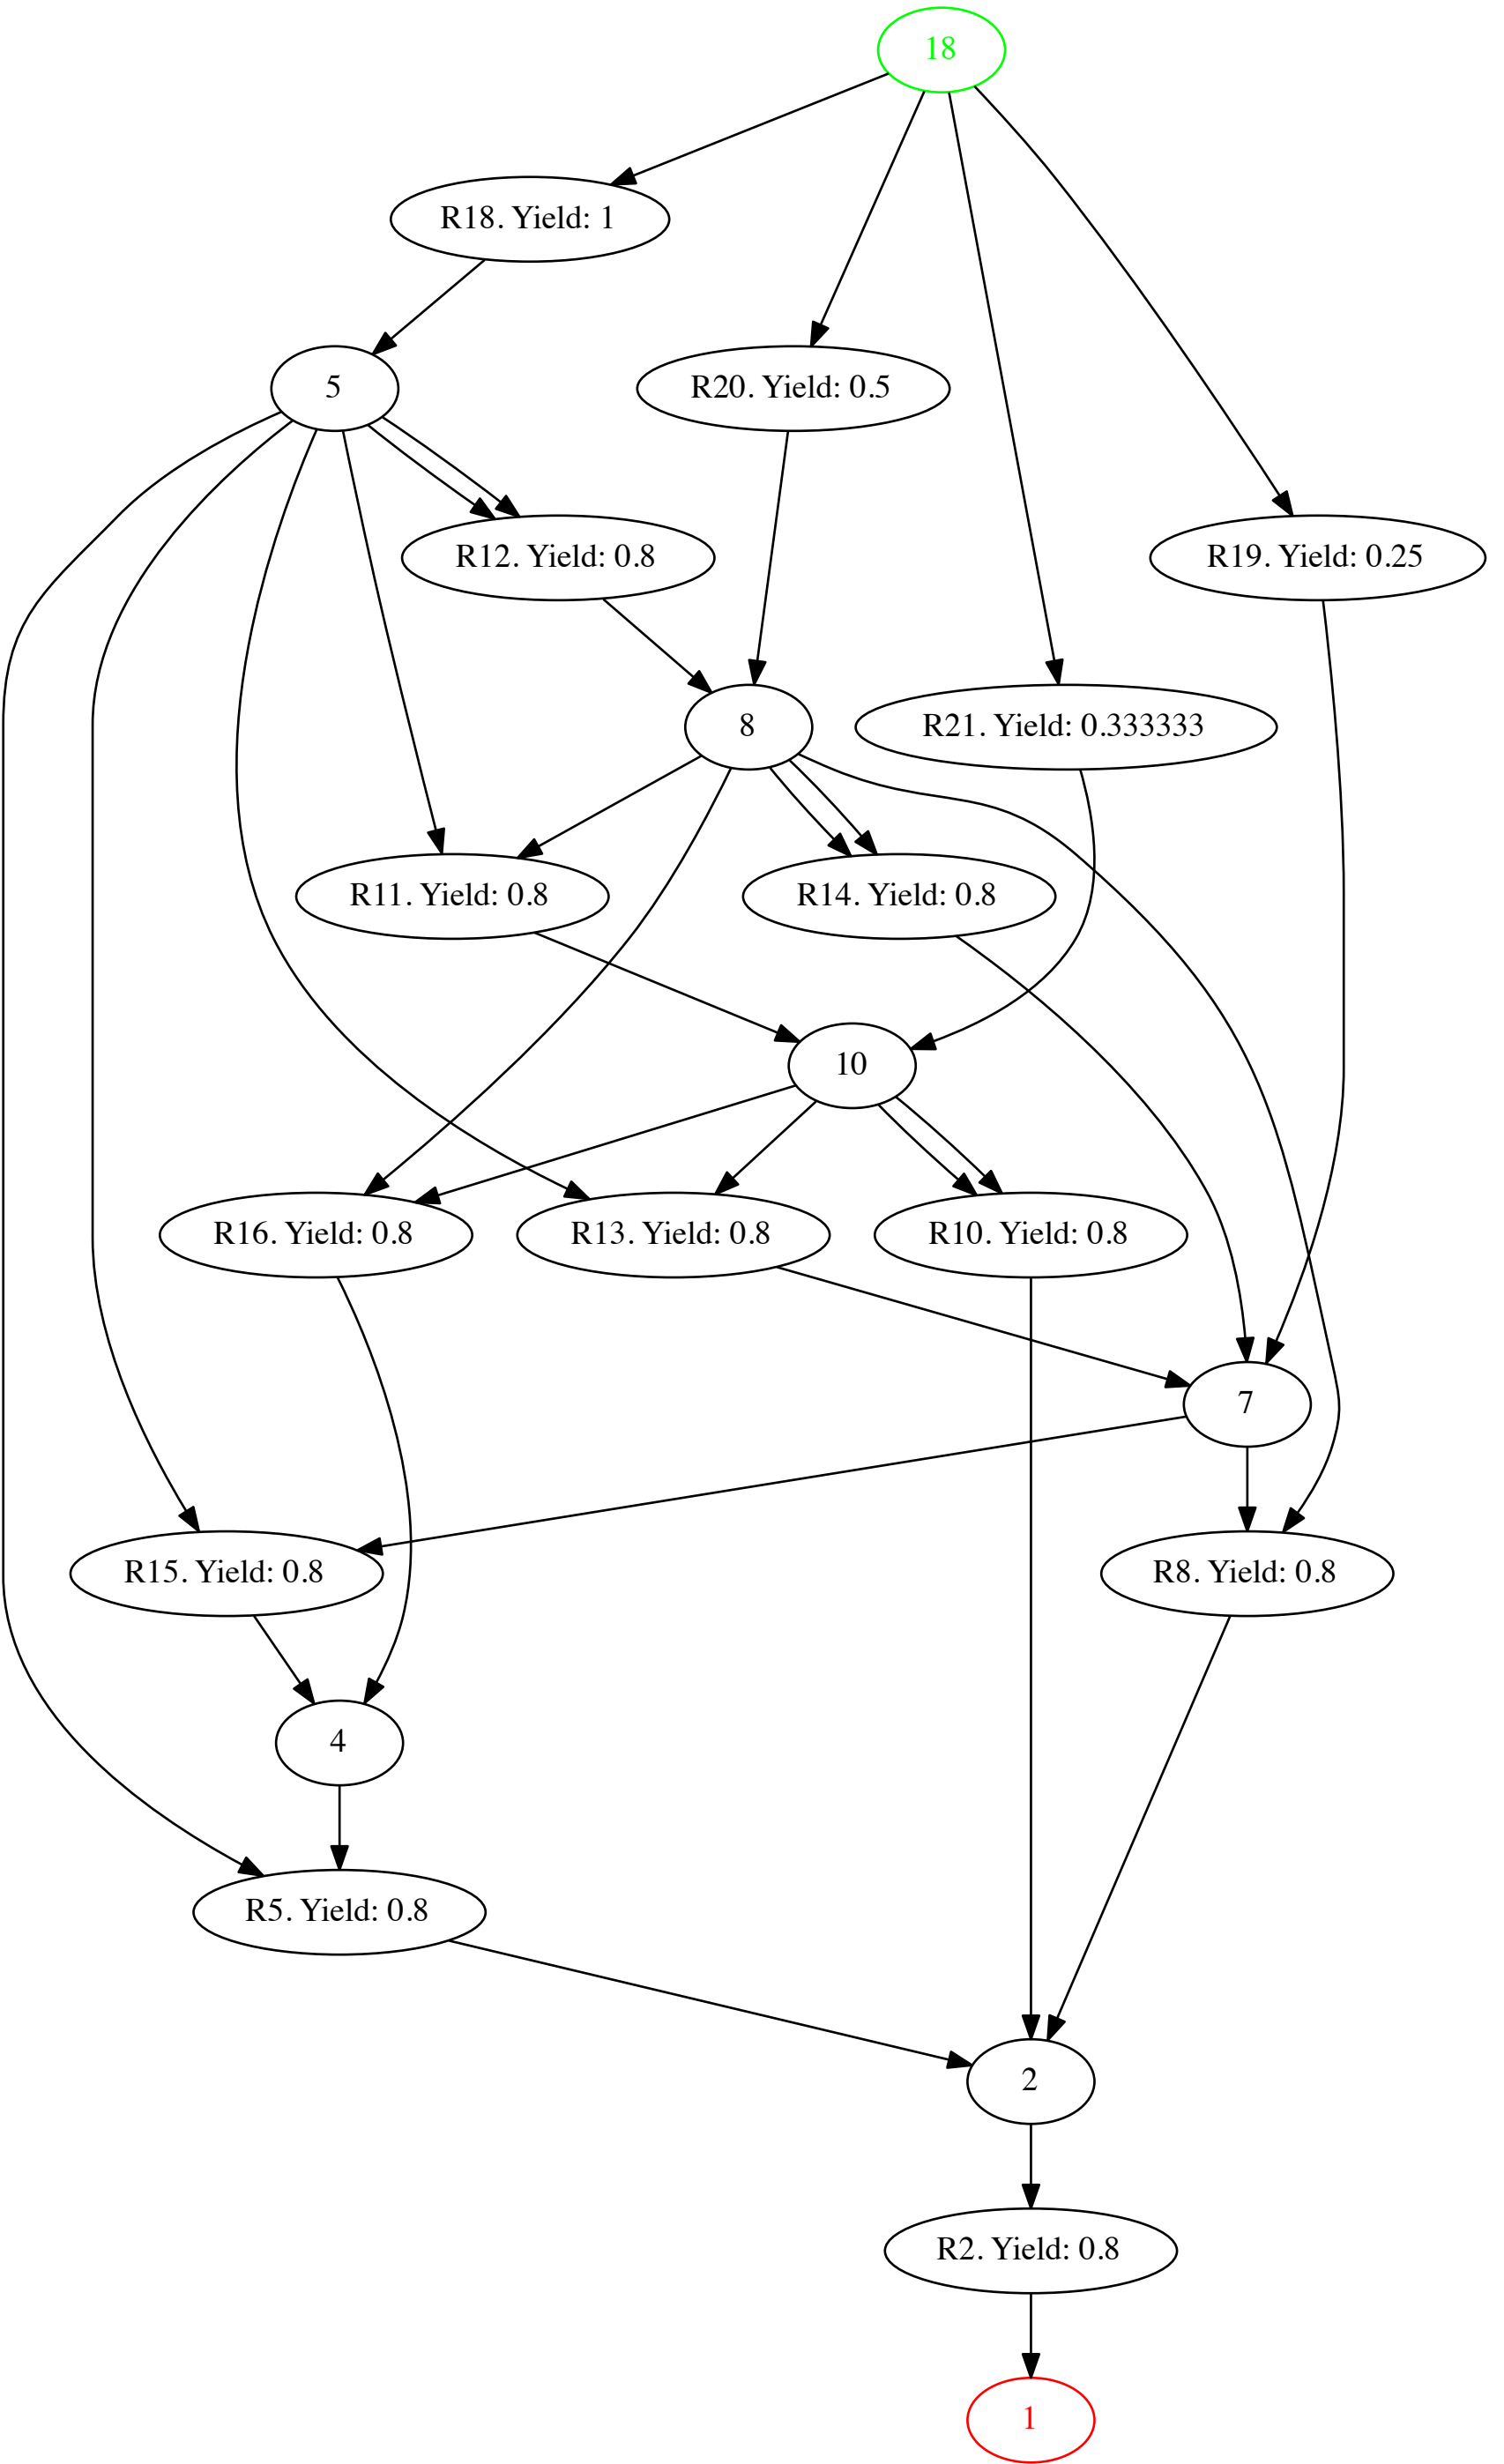 18
R18. Yield: 1
5
R20. Yield: 0.5
R12. Yield: 0.8
R19. Yield: 0.25
8
R21. Yield: 0.333333
R11. Yield: 0.8
R14. Yield: 0.8
10
R16. Yield: 0.8
R13. Yield: 0.8
R10. Yield: 0.8
7
R15. Yield: 0.8
R8. Yield: 0.8
4
R5. Yield: 0.8
2
R2. Yield: 0.8
1